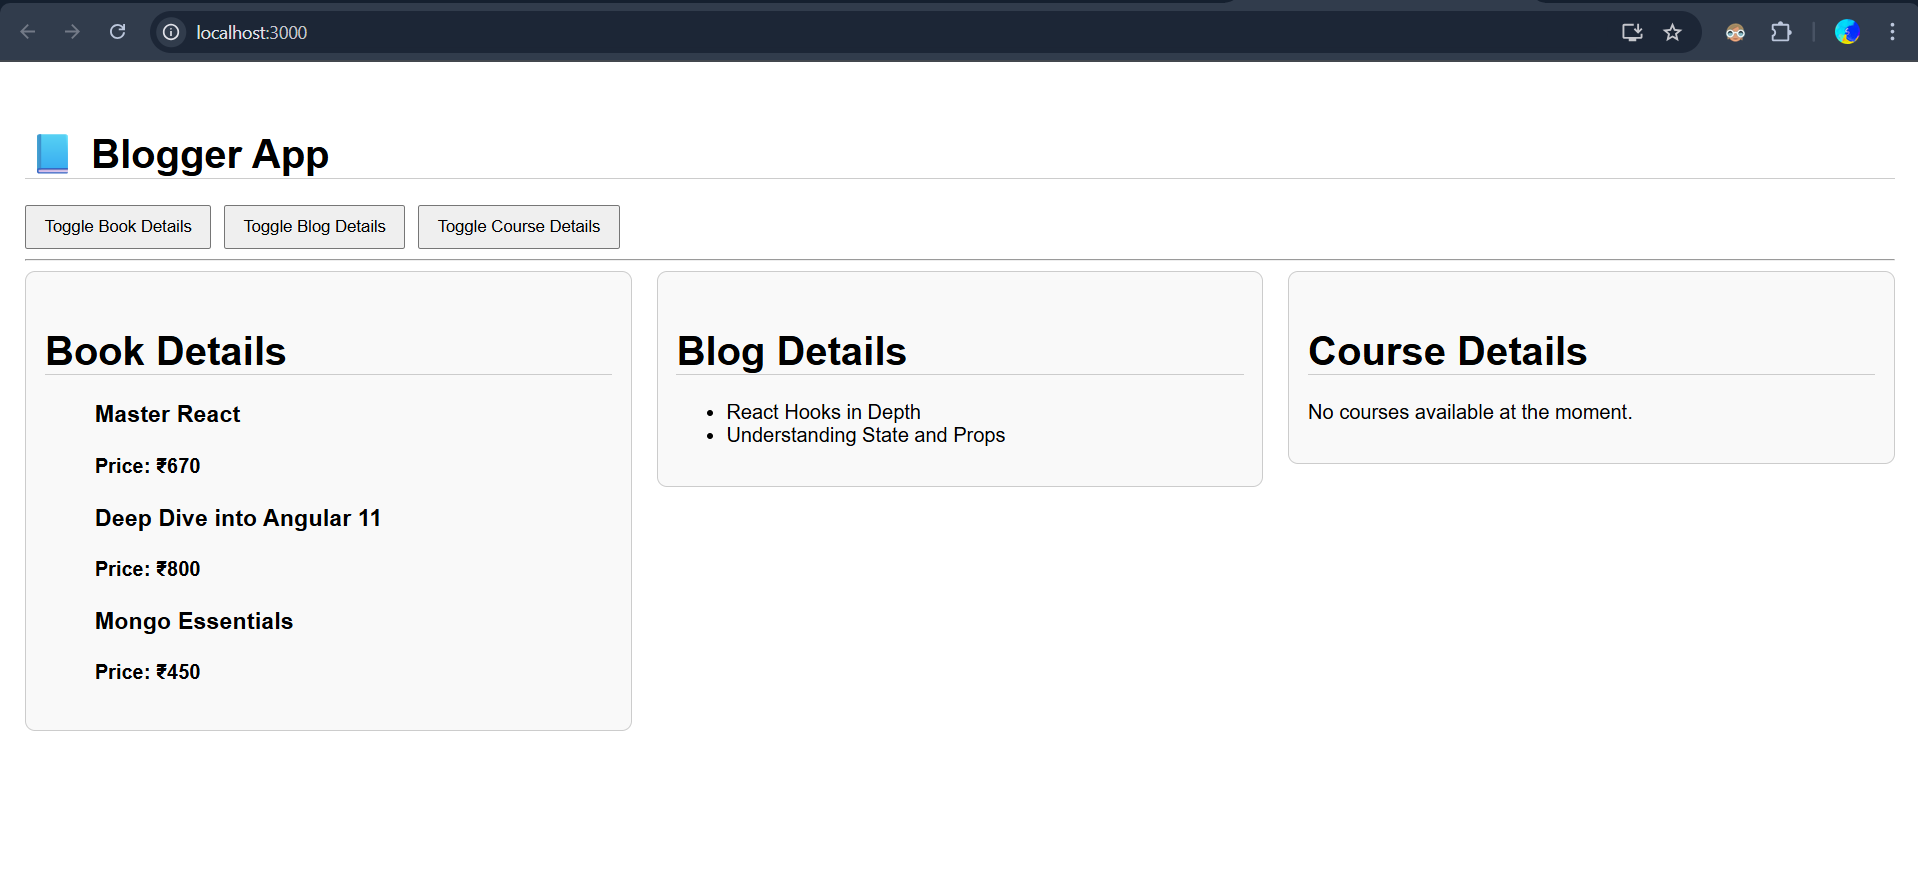 localhost:3000
📘 Blogger App
Toggle Book Details Toggle Blog Details Toggle Course Details
Book Details
Master React
Price: ₹670
Deep Dive into Angular 11
Price: ₹800
Mongo Essentials
Price: ₹450
Blog Details
• React Hooks in Depth
• Understanding State and Props
Course Details
No courses available at the moment.